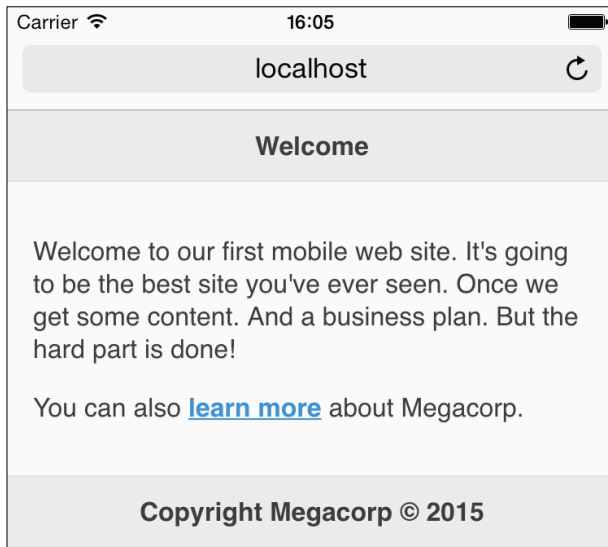 Carrier 16:05
localhost
Welcome
Welcome to our first mobile web site. It's going
to be the best site you've ever seen. Once we
get some content. And a business plan. But the
hard part is done!
You can also learn more about Megacorp.
Copyright Megacorp © 2015